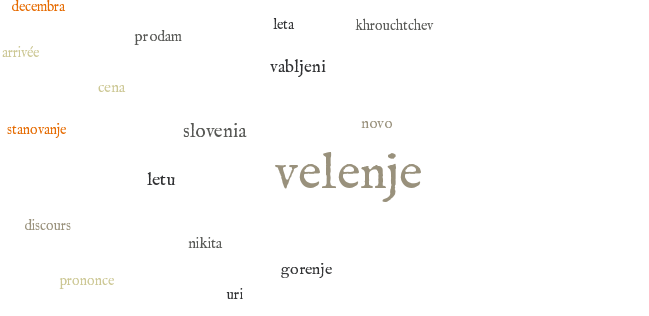 decembra
leta
khrouchtchev
prodam
arrivée
vabljeni
cena
novo
stanovanje
slovenia
velenje
letu
discours
nikita
gorenje
prononce
uri